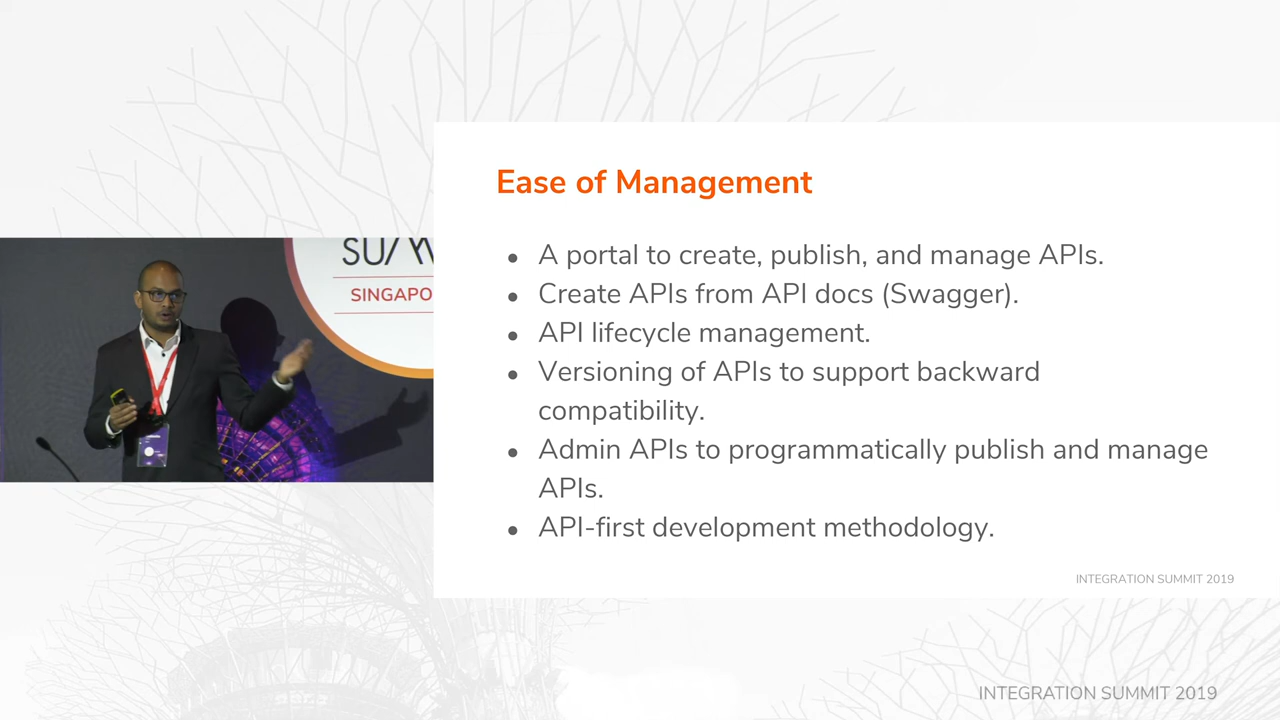 SU
SINGAPO
Ease of Management
• A portal to create, publish, and manage APIs.
• Create APIs from API docs (Swagger).
• API lifecycle management.
• Versioning of APIs to support backward
compatibility.
• Admin APIs to programmatically publish and manage
APIs.
• API-first development methodology.
INTEGRATION SUMMIT 2019
INTEGRATION SUMMIT 2019